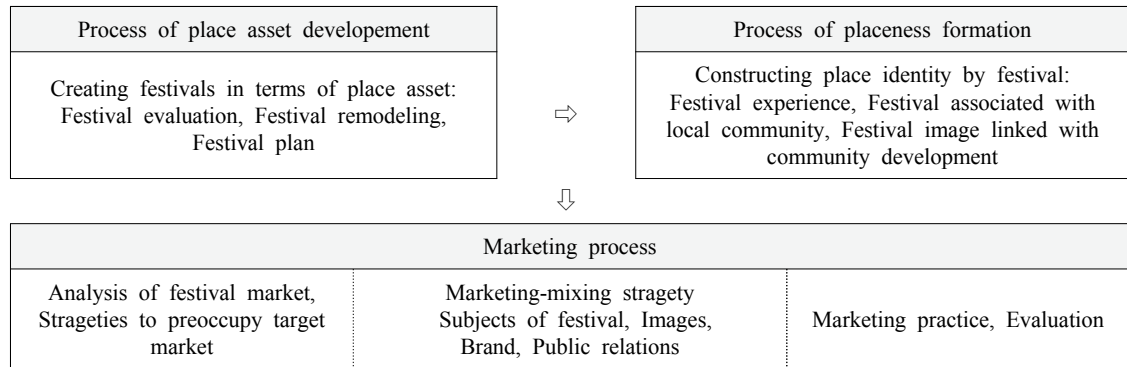 Process of place asset developement
Creating festivals in terms of place asset:
Festival evaluation, Festival remodeling,
Festival plan
⇨
Process of placeness formation
Constructing place identity by festival:
Festival experience, Festival associated with
local community, Festival image linked with
community development
⇩
Marketing process
Analysis of festival market,
Strageties to preoccupy target
market
Marketing-mixing stragety
Subjects of festival, Images,
Brand, Public relations
Marketing practice, Evaluation